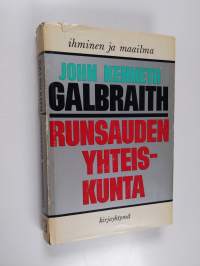 ihminen ja maailma
JOHN KENNETH
GALBRAITH
RUNSAUDEN
YHTEIS-
KUNTA
kirjayhtymä